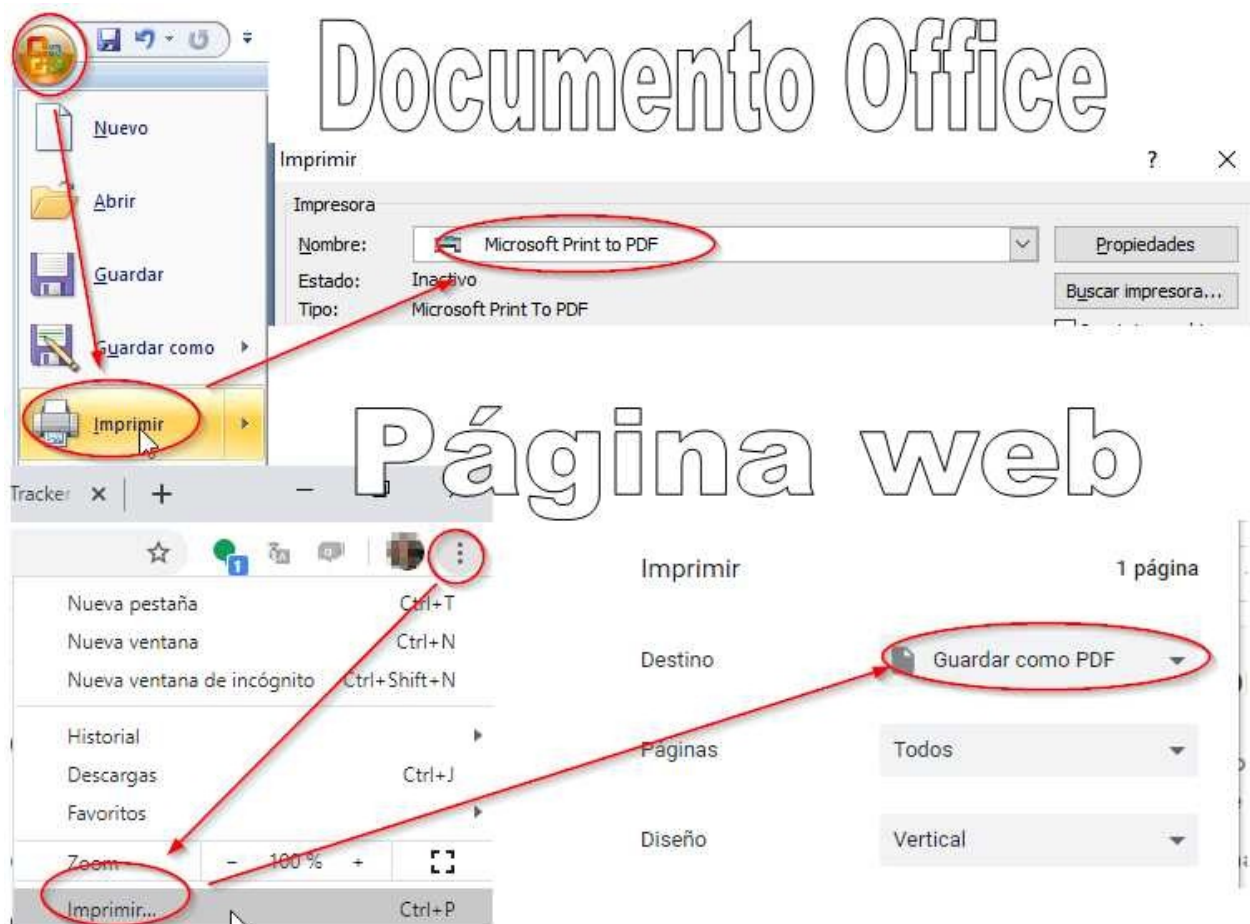 Documento Office
Nuevo
Abrir
Guardar
Guardar como
Imprimir
Imprimir ?
Impresora
Nombre: Microsoft Print to PDF Propiedades
Estado: Inactivo Buscar impresora...
Tipo: Microsoft Print To PDF
Página web
Tracker
1
Nueva pestaña Ctrl+T
Nueva ventana Ctrl+N
Nueva ventana de incógnito Ctrl+Shift+N
Historial
Descargas Ctrl+J
Favoritos
Zoom - 100 % +
Imprimir... Ctrl+P
Imprimir 1 página
Destino Guardar como PDF
Páginas Todos
Diseño Vertical